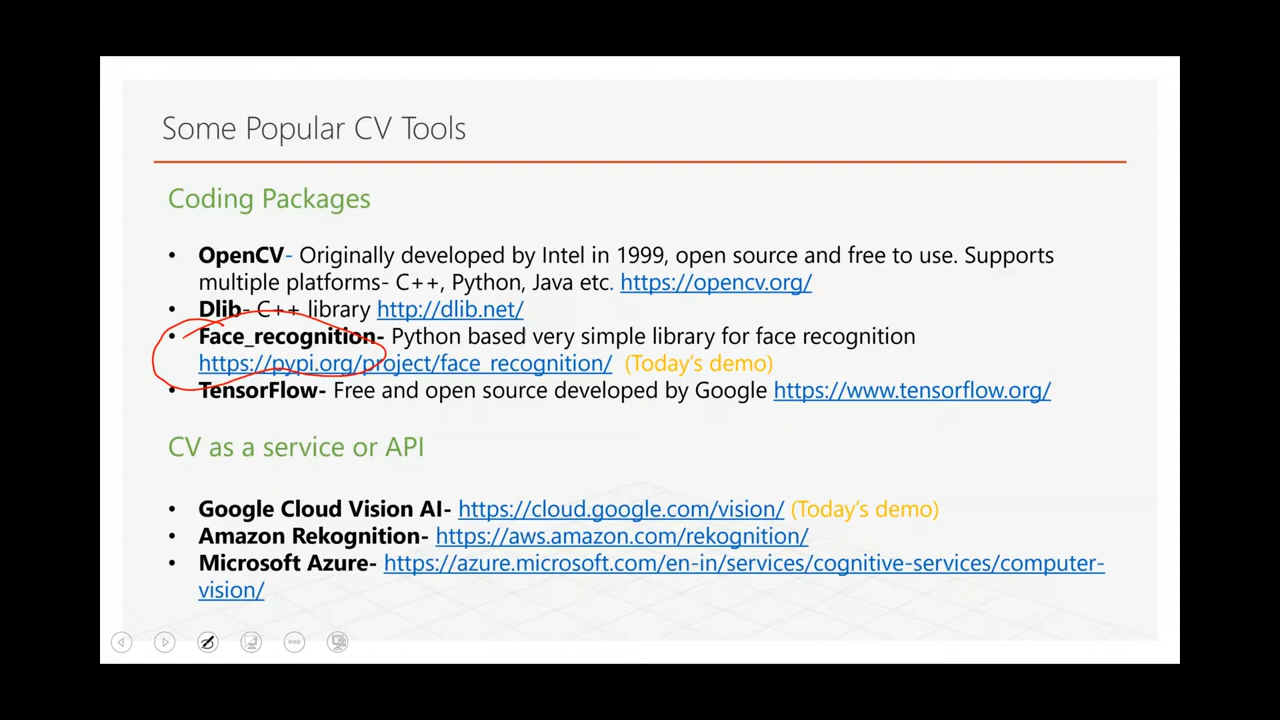 Some Popular CV Tools
Coding Packages
• OpenCV- Originally developed by Intel in 1999, open source and free to use. Supports
multiple platforms- C++, Python, Java etc. https://opencv.org/
• Dlib- C++ library http://dlib.net/
• Face_recognition- Python based very simple library for face recognition
https://pypi.org/project/face_recognition/ (Today's demo)
• TensorFlow- Free and open source developed by Google https://www.tensorflow.org/
CV as a service or API
• Google Cloud Vision AI- https://cloud.google.com/vision/ (Today's demo)
• Amazon Rekognition- https://aws.amazon.com/rekognition/
• Microsoft Azure- https://azure.microsoft.com/en-in/services/cognitive-services/computer-
vision/